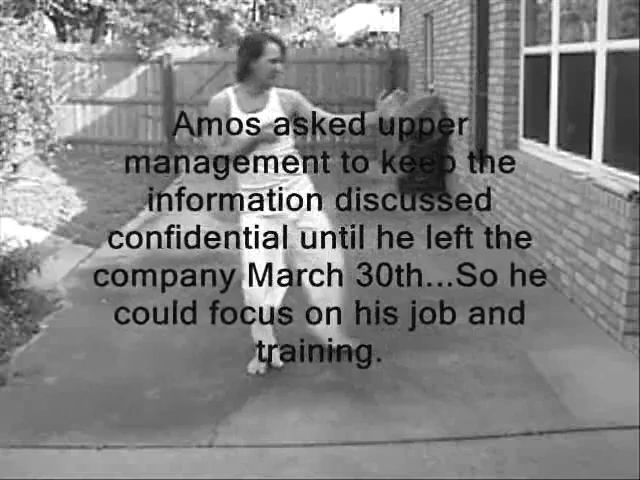 Amos asked upper
management to keep the
information discussed
confidential until he left the
company March 30th...So he
could focus on his job and
training.